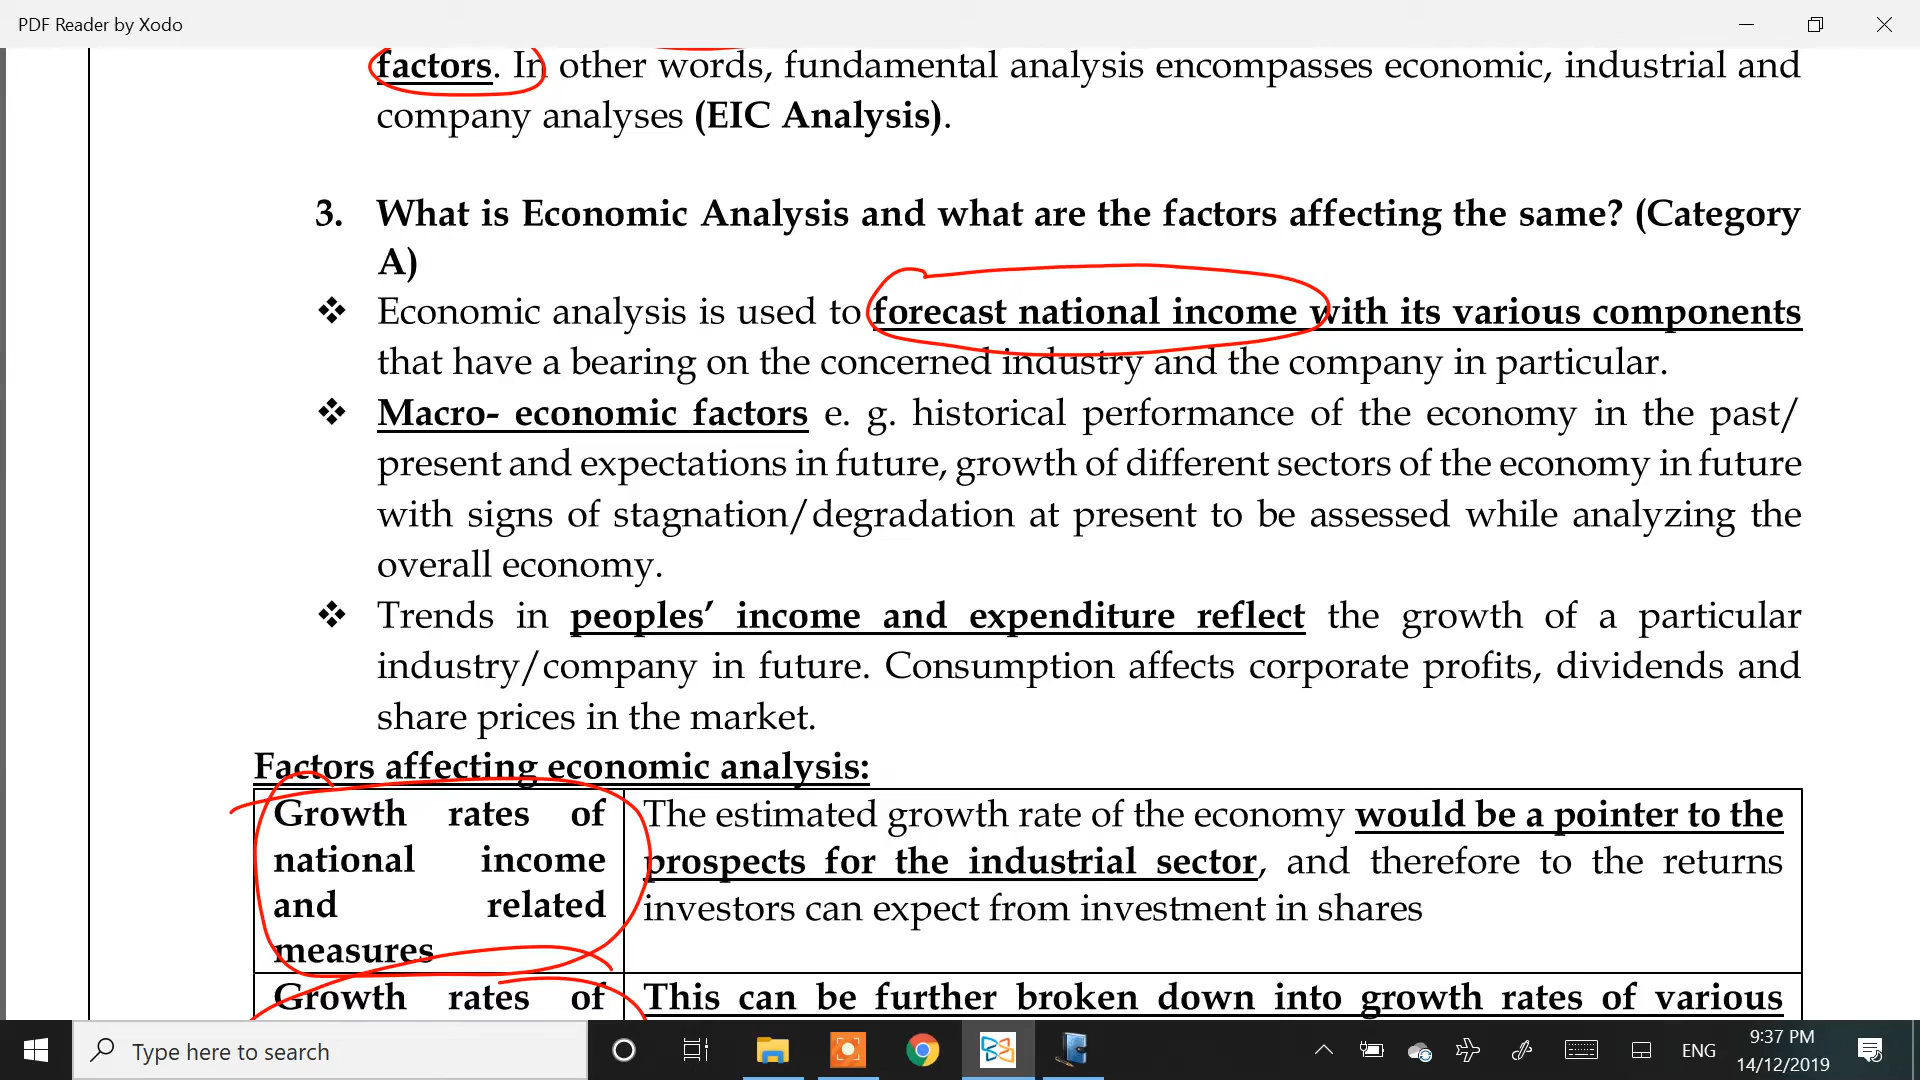 PDF Reader by Xodo
factors. In other words, fundamental analysis encompasses economic, industrial and
company analyses (EIC Analysis).
3. What is Economic Analysis and what are the factors affecting the same? (Category
A)
❖ Economic analysis is used to forecast national income with its various components
that have a bearing on the concerned industry and the company in particular.
❖ Macro- economic factors e. g. historical performance of the economy in the past/
present and expectations in future, growth of different sectors of the economy in future
with signs of stagnation/degradation at present to be assessed while analyzing the
overall economy.
❖ Trends in peoples’ income and expenditure reflect the growth of a particular
industry/company in future. Consumption affects corporate profits, dividends and
share prices in the market.
Factors affecting economic analysis:
Growth rates of
national income
and related
measures
The estimated growth rate of the economy would be a pointer to the
prospects for the industrial sector, and therefore to the returns
investors can expect from investment in shares
Growth rates of
This can be further broken down into growth rates of various
Type here to search
ENG
9:37 PM
14/12/2019